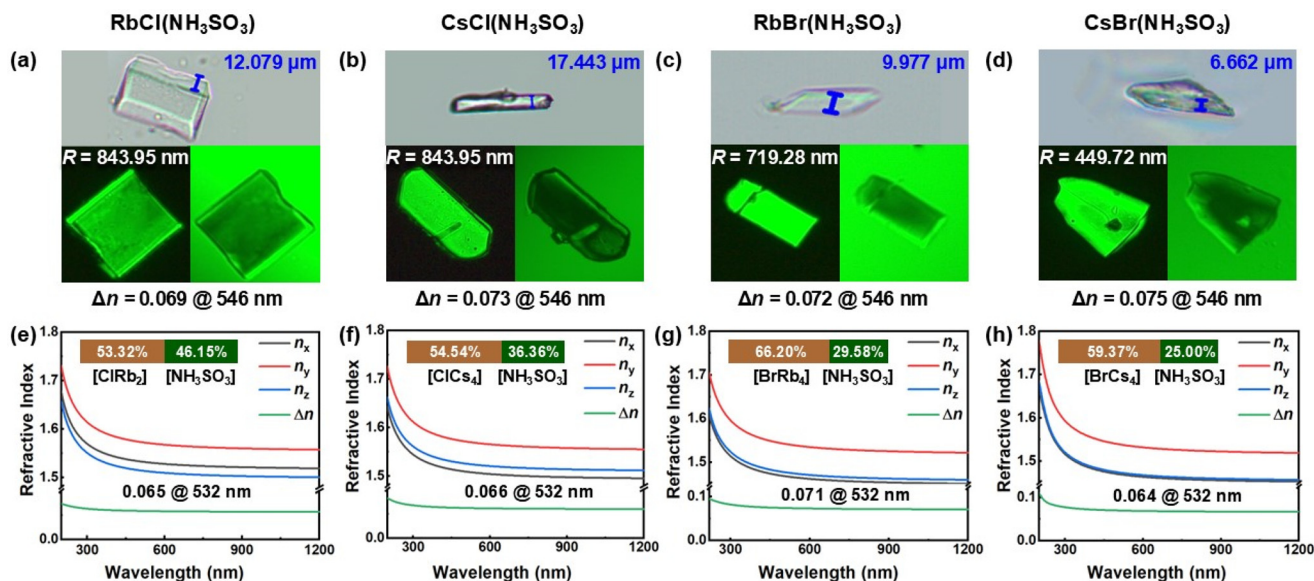 RbCl(NH₃SO₃) CsCl(NH₃SO₃) RbBr(NH₃SO₃) CsBr(NH₃SO₃)
(a) 12.079 μm (b) 17.443 μm (c) 9.977 μm (d) 6.662 μm
R = 843.95 nm R = 843.95 nm R = 719.28 nm R = 449.72 nm
Δn = 0.069 @ 546 nm Δn = 0.073 @ 546 nm Δn = 0.072 @ 546 nm Δn = 0.075 @ 546 nm
(e)
Refractive Index
1.8
1.7
1.6
1.5
0.0
53.32% 46.15%
[ClRb₂] [NH₃SO₃]
nₓ
n_y
n_z
Δn
0.065 @ 532 nm
300 600 900 1200
Wavelength (nm)
(f)
Refractive Index
1.8
1.7
1.6
1.5
0.0
54.54% 36.36%
[ClCs₄] [NH₃SO₃]
nₓ
n_y
n_z
Δn
0.066 @ 532 nm
300 600 900 1200
Wavelength (nm)
(g)
Refractive Index
1.8
1.7
1.6
1.5
0.1
0.0
66.20% 29.58%
[BrRb₄] [NH₃SO₃]
nₓ
n_y
n_z
Δn
0.071 @ 532 nm
300 600 900 1200
Wavelength (nm)
(h)
Refractive Index
1.8
1.7
1.6
1.5
0.1
0.0
59.37% 25.00%
[BrCs₄] [NH₃SO₃]
nₓ
n_y
n_z
Δn
0.064 @ 532 nm
300 600 900 1200
Wavelength (nm)